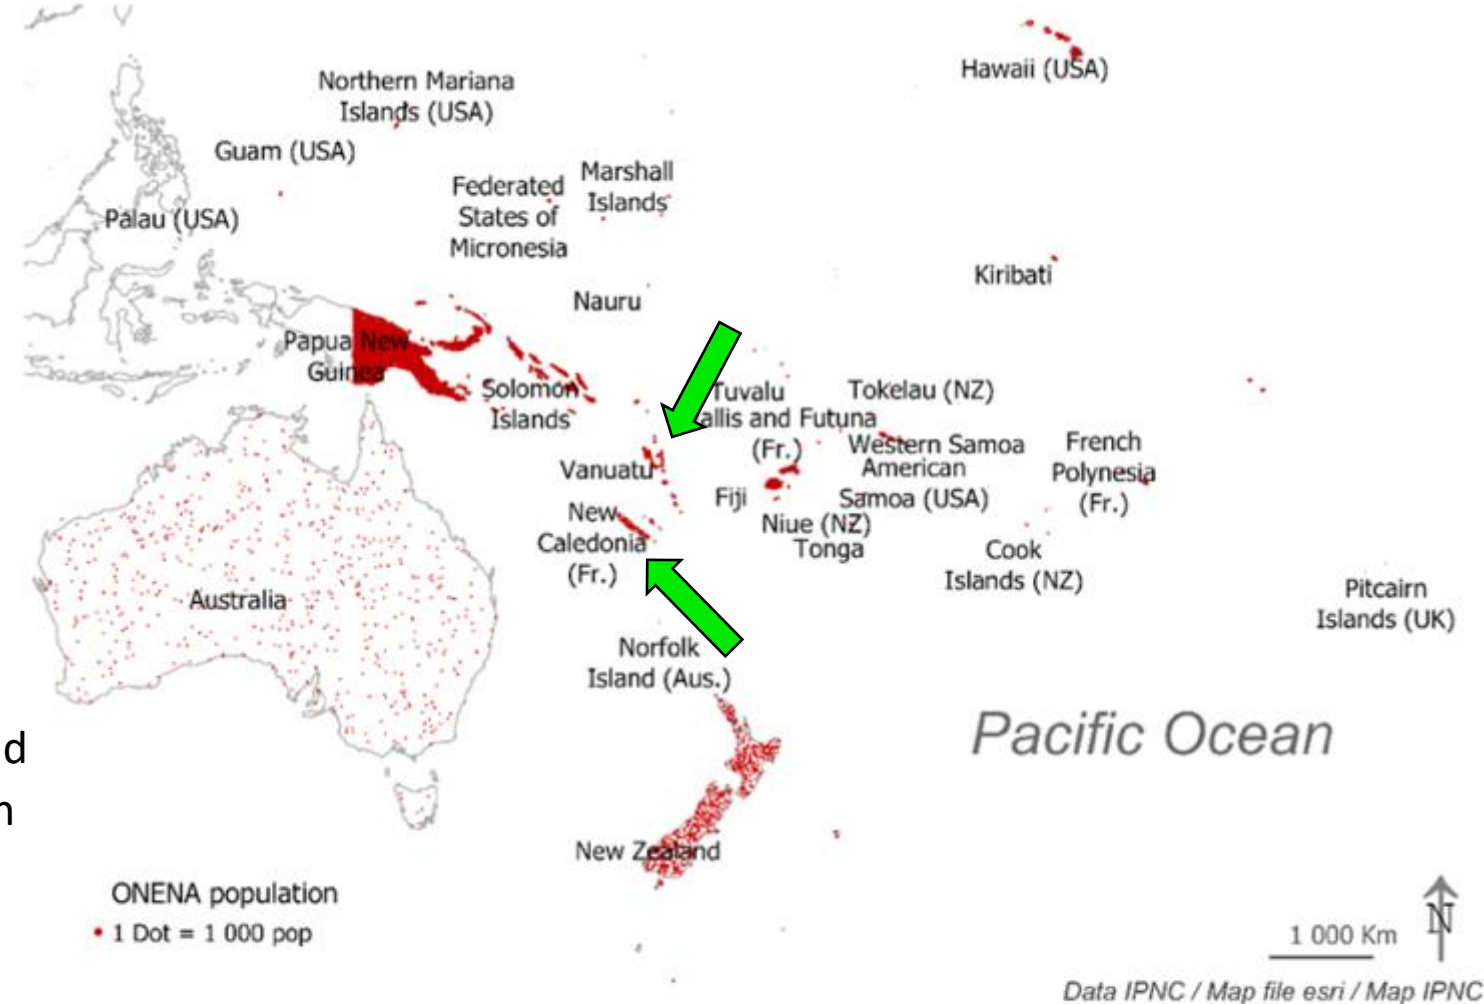 Hawaii (USA)
Northern Mariana
Islands (USA)
Guam (USA)
Marshall
Islands
Federated
States of
Micronesia
Palau (USA)
Kiribati
Nauru
Papua New
Guinea
Solomon
Islands
Tuvalu
allis and Futuna
(Fr.)
Tokelau (NZ)
Western Samoa
American
Samoa (USA)
French
Polynesia
(Fr.)
Vanuatu
Fiji
New
Caledonia
(Fr.)
Niue (NZ)
Tonga
Cook
Islands (NZ)
Pitcairn
Islands (UK)
Australia
Norfolk
Island (Aus.)
Pacific Ocean
d
n
New Zealand
ONENA population
1 Dot = 1 000 pop
N
1 000 Km
Data IPNC / Map file esri / Map IPNC